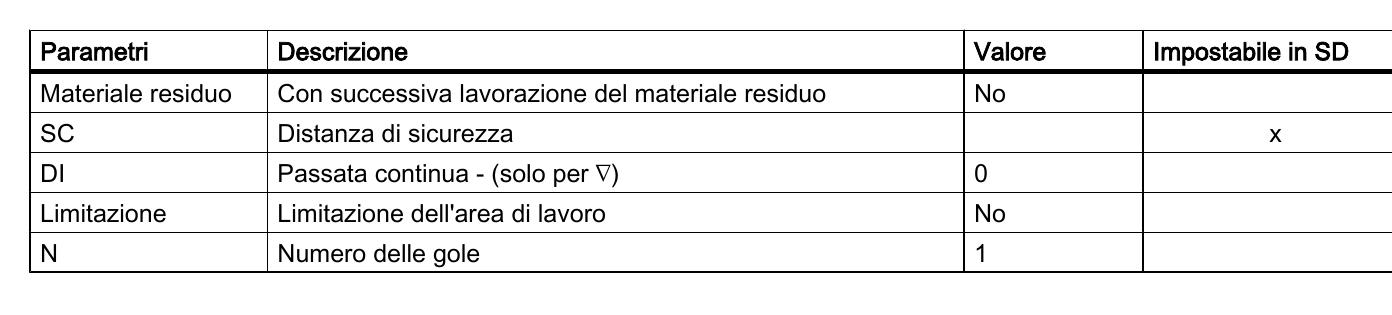 Parametri Descrizione Valore Impostabile in SD
Materiale residuo Con successiva lavorazione del materiale residuo No
SC Distanza di sicurezza x
DI Passata continua - (solo per ∇) 0
Limitazione Limitazione dell'area di lavoro No
N Numero delle gole 1